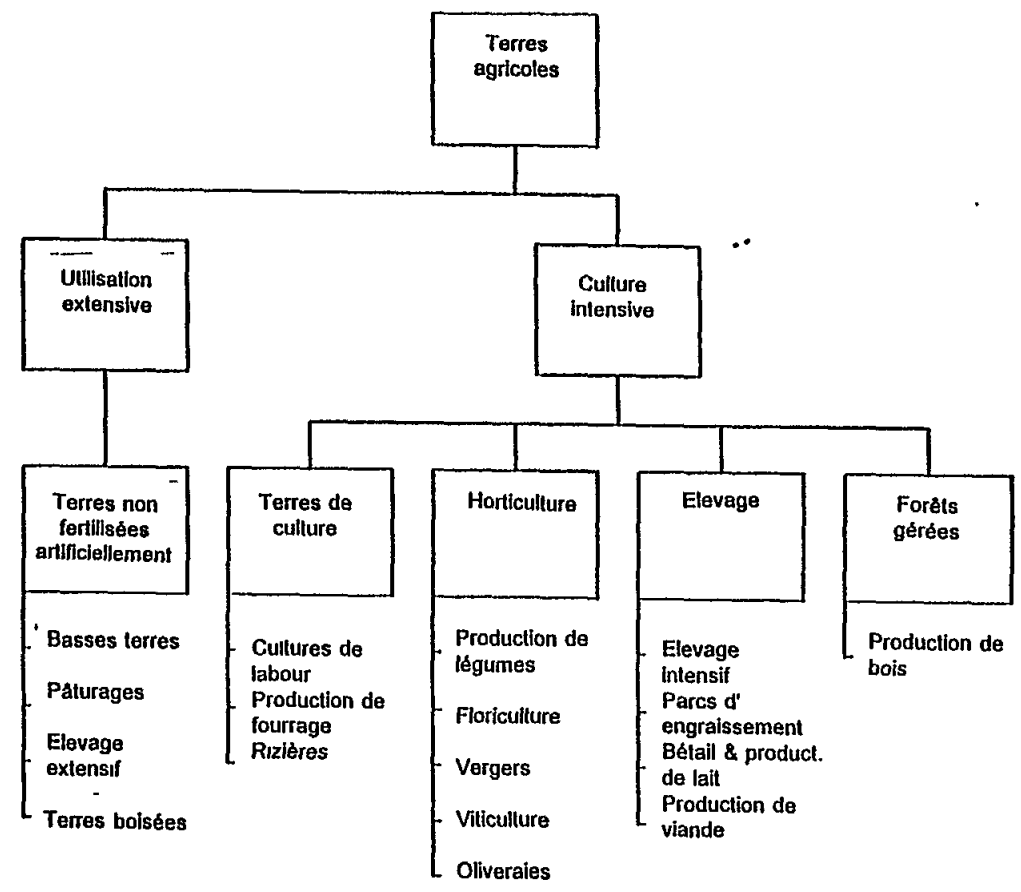 Terres
agricoles
Utilisation
extensive
Culture
intensive
Terres non
fertilisées
artificiellement
Terres de
culture
Horticulture
Elevage
Forêts
gérées
Basses terres
Pâturages
Elevage
extensif
Terres boisées
Cultures de
labour
Production de
fourrage
Rizières
Production de
légumes
Floriculture
Vergers
Viticulture
Oliveraies
Elevage
intensif
Parcs d'
engraissement
Bétail & product.
de lait
Production de
viande
Production de
bois